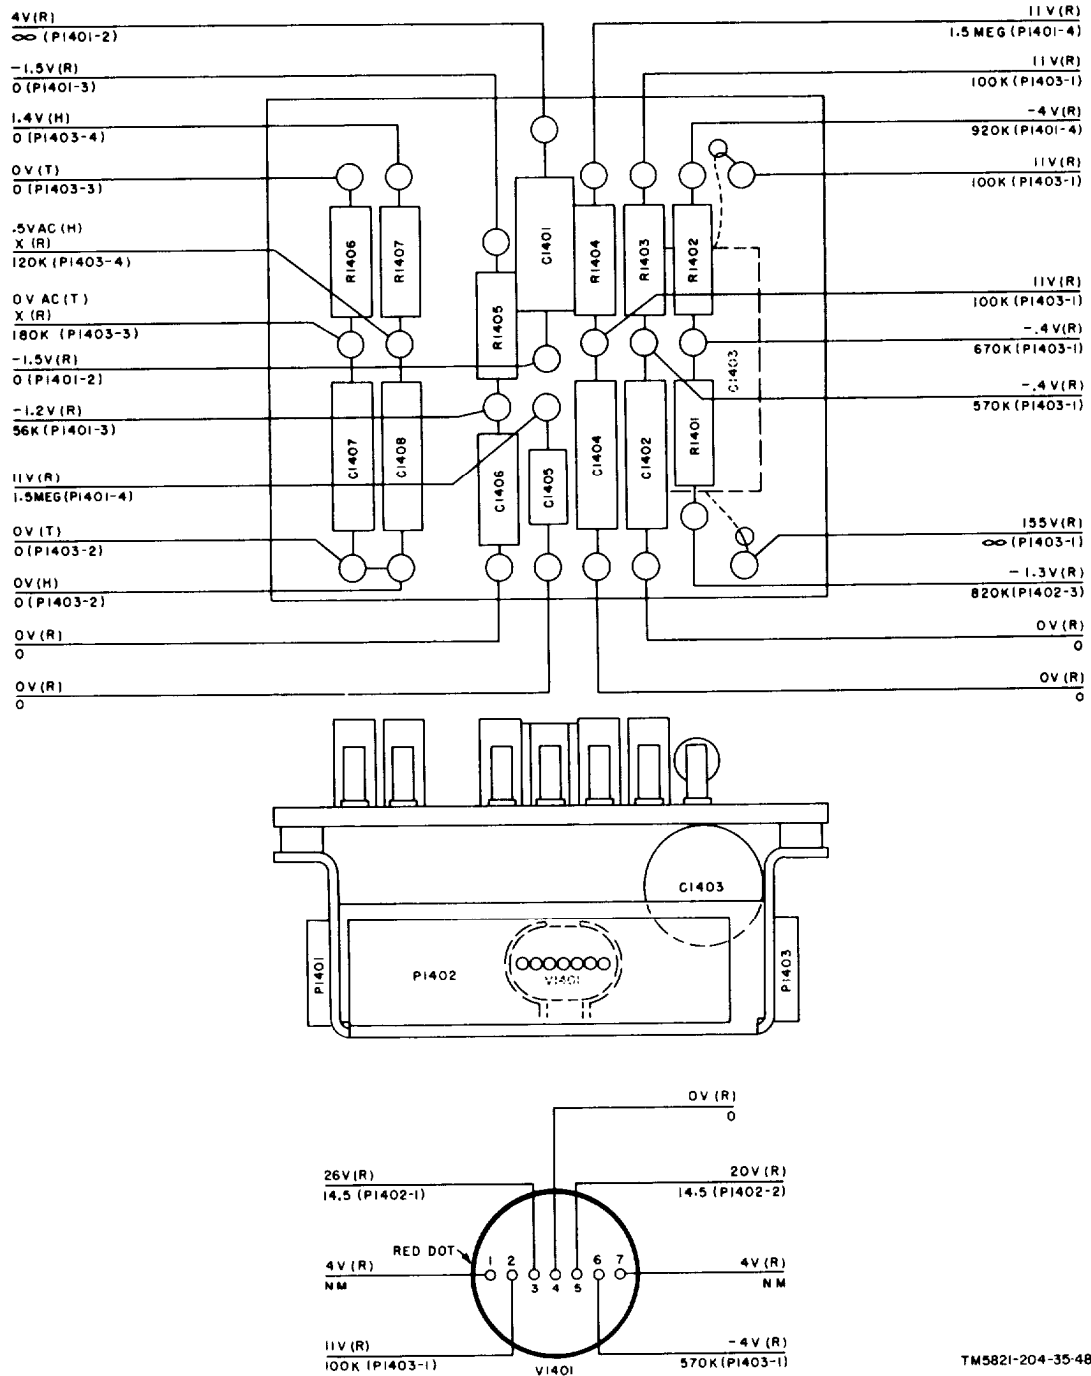 4V(R)
∞ (P1401-2)
-1.5V(R)
0(P1401-3)
1.4V(H)
0 (P1403-4)
0V(T)
0(P1403-3)
.5VAC(H)
X (R)
120K(P1403-4)
0V AC(T)
X (R)
180K (P1403-3)
-1.5V(R)
0(P1401-2)
-1.2V(R)
56K(P1401-3)
11V(R)
1.5MEG(P1401-4)
0V(T)
0(P1403-2)
0V(H)
0(P1403-2)
0V(R)
0
0V(R)
0
11V(R)
1.5 MEG(P1401-4)
11V(R)
100K(P1403-1)
-4V(R)
920K(P1401-4)
11V(R)
100K(P1403-1)
11V(R)
100K(P1403-1)
-.4V(R)
670K(P1403-1)
-.4V(R)
570K(P1403-1)
155V(R)
∞ (P1403-1)
-1.3V(R)
820K(P1402-3)
0V(R)
0
0V(R)
0
R1406
R1407
R1405
C1401
R1404
R1403
R1402
C1403
C1407
C1408
C1406
C1405
C1404
C1402
R1401
C1403
P1401
P1402
V1401
P1403
0V(R)
0
26V(R)
14.5 (P1402-1)
20V(R)
14.5 (P1402-2)
RED DOT
1 2 3 4 5 6 7
4V(R)
NM
4V(R)
NM
11V(R)
100K (P1403-1)
-4V(R)
570K(P1403-1)
V1401
TM5821-204-35-48